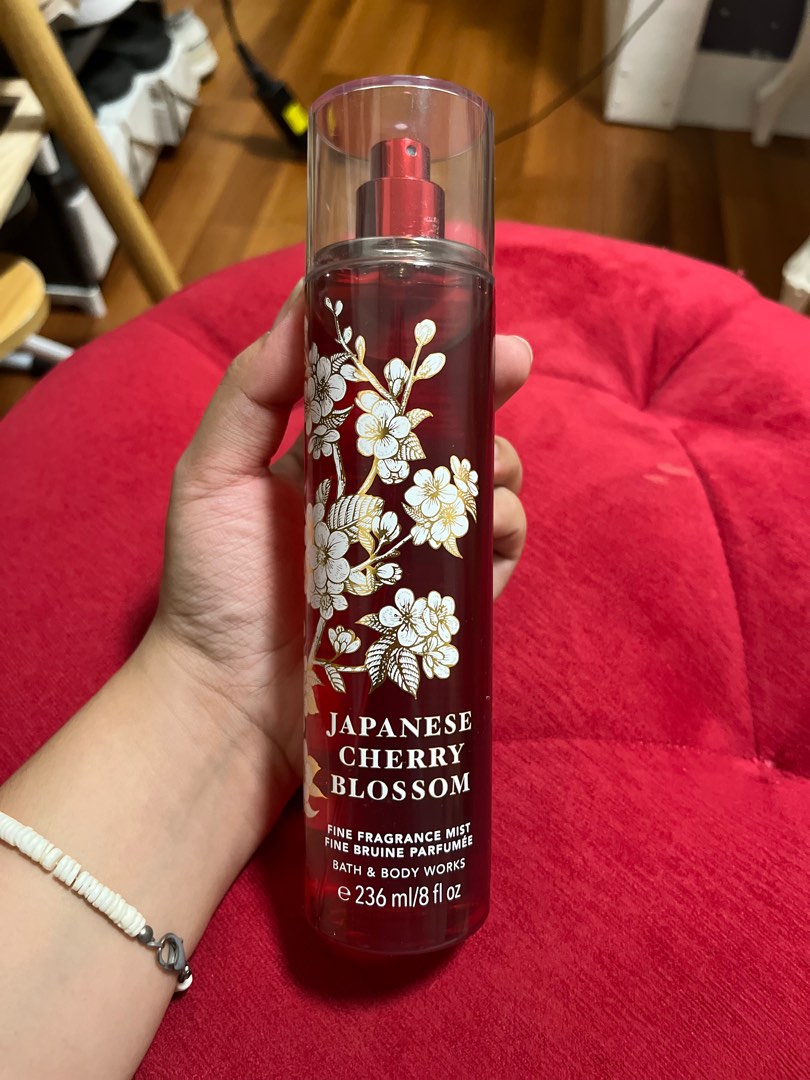 JAPANESE
CHERRY
BLOSSOM
FINE FRAGRANCE MIST
FINE BRUINE PARFUMÉE
BATH & BODY WORKS
℮ 236 ml/8 fl oz